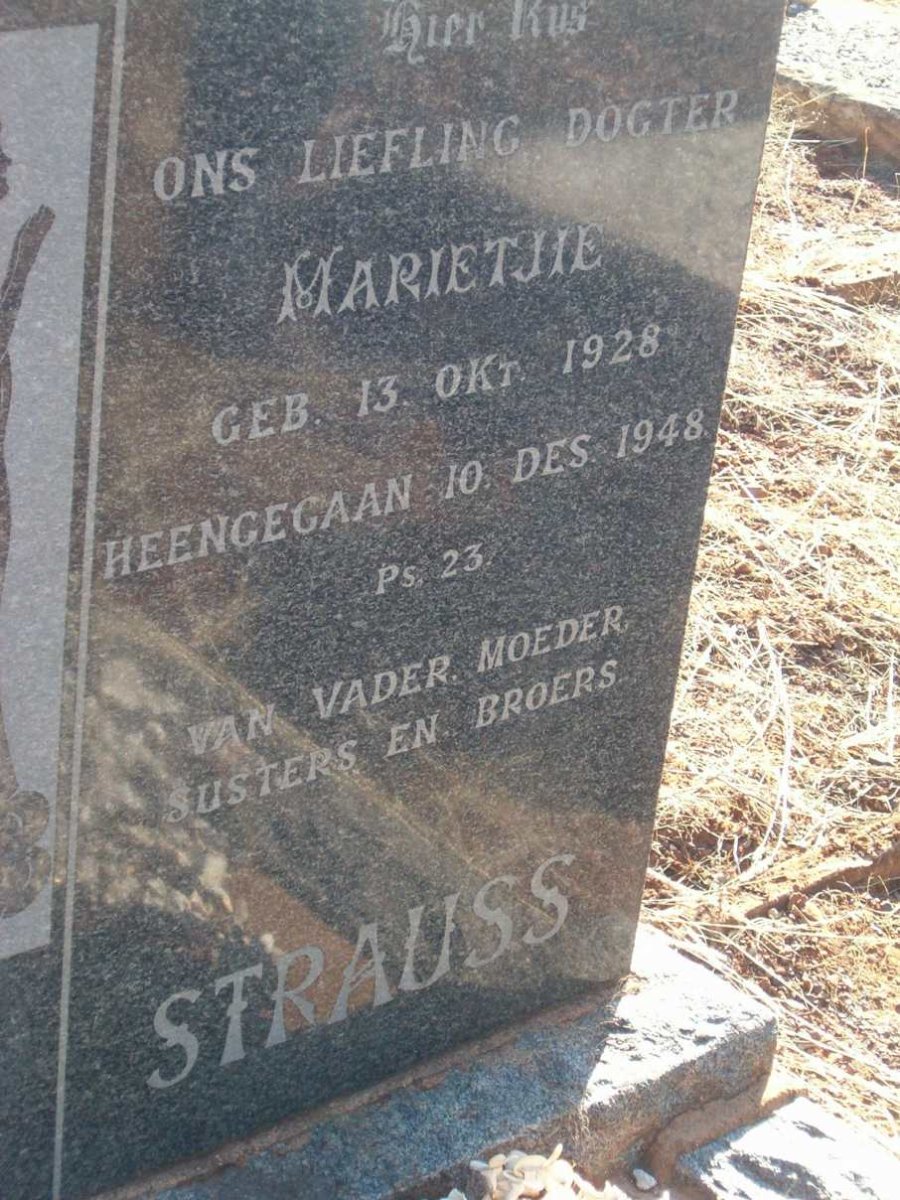 Hier Rus
ONS LIEFLING DOGTER
MARIETJIE
GEB. 13. OKT. 1928
HEENGEGAAN 10. DES. 1948
Ps. 23.
VAN VADER, MOEDER,
SUSTERS EN BROERS
STRAUSS